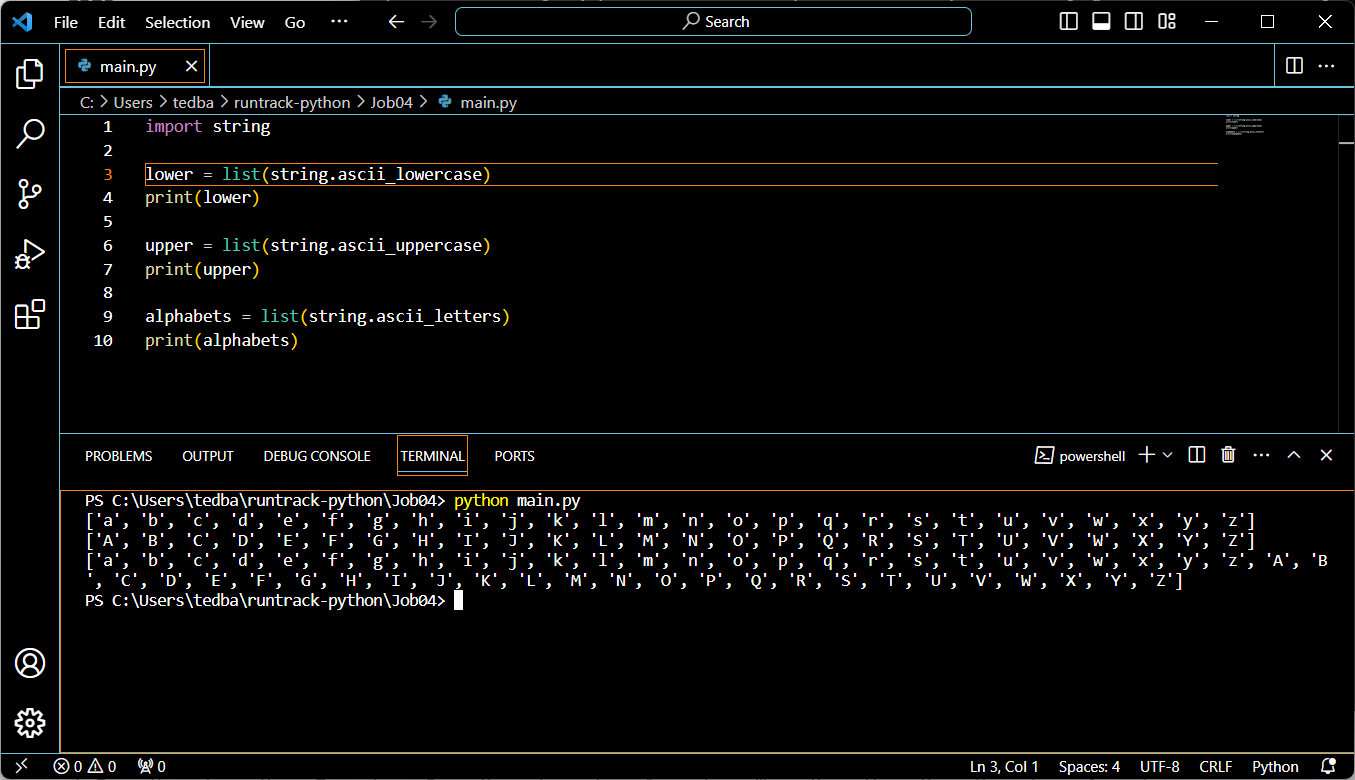 File Edit Selection View Go ··· Search
main.py
C: > Users > tedba > runtrack-python > Job04 > main.py
1 import string
2
3 lower = list(string.ascii_lowercase)
4 print(lower)
5
6 upper = list(string.ascii_uppercase)
7 print(upper)
8
9 alphabets = list(string.ascii_letters)
10 print(alphabets)
PROBLEMS OUTPUT DEBUG CONSOLE TERMINAL PORTS powershell
PS C:\Users\tedba\runtrack-python\Job04> python main.py
['a', 'b', 'c', 'd', 'e', 'f', 'g', 'h', 'i', 'j', 'k', 'l', 'm', 'n', 'o', 'p', 'q', 'r', 's', 't', 'u', 'v', 'w', 'x', 'y', 'z']
['A', 'B', 'C', 'D', 'E', 'F', 'G', 'H', 'I', 'J', 'K', 'L', 'M', 'N', 'O', 'P', 'Q', 'R', 'S', 'T', 'U', 'V', 'W', 'X', 'Y', 'Z']
['a', 'b', 'c', 'd', 'e', 'f', 'g', 'h', 'i', 'j', 'k', 'l', 'm', 'n', 'o', 'p', 'q', 'r', 's', 't', 'u', 'v', 'w', 'x', 'y', 'z', 'A', 'B
', 'C', 'D', 'E', 'F', 'G', 'H', 'I', 'J', 'K', 'L', 'M', 'N', 'O', 'P', 'Q', 'R', 'S', 'T', 'U', 'V', 'W', 'X', 'Y', 'Z']
PS C:\Users\tedba\runtrack-python\Job04>
0 0 0 Ln 3, Col 1 Spaces: 4 UTF-8 CRLF Python